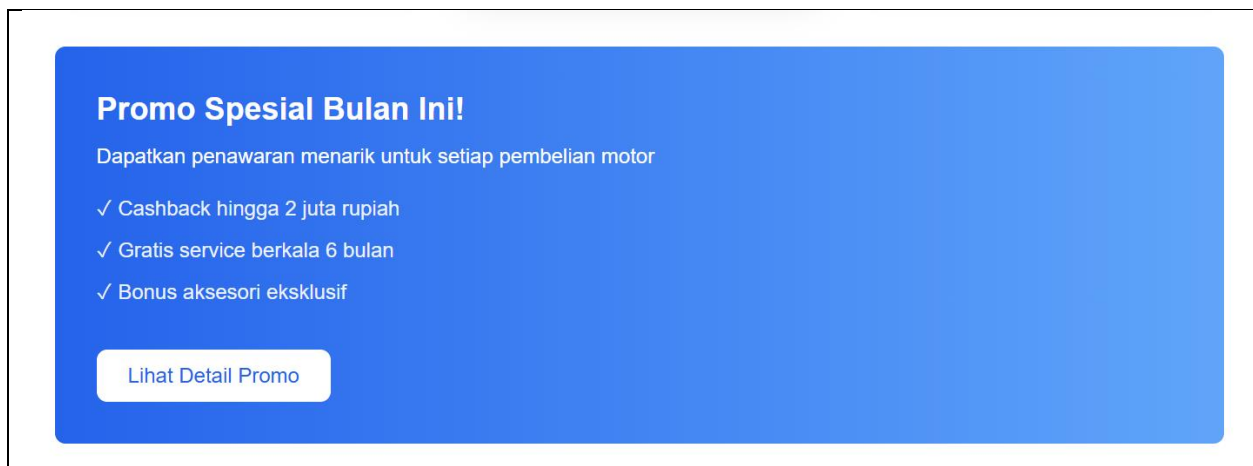 Promo Spesial Bulan Ini!
Dapatkan penawaran menarik untuk setiap pembelian motor
✓ Cashback hingga 2 juta rupiah
✓ Gratis service berkala 6 bulan
✓ Bonus aksesori eksklusif
Lihat Detail Promo